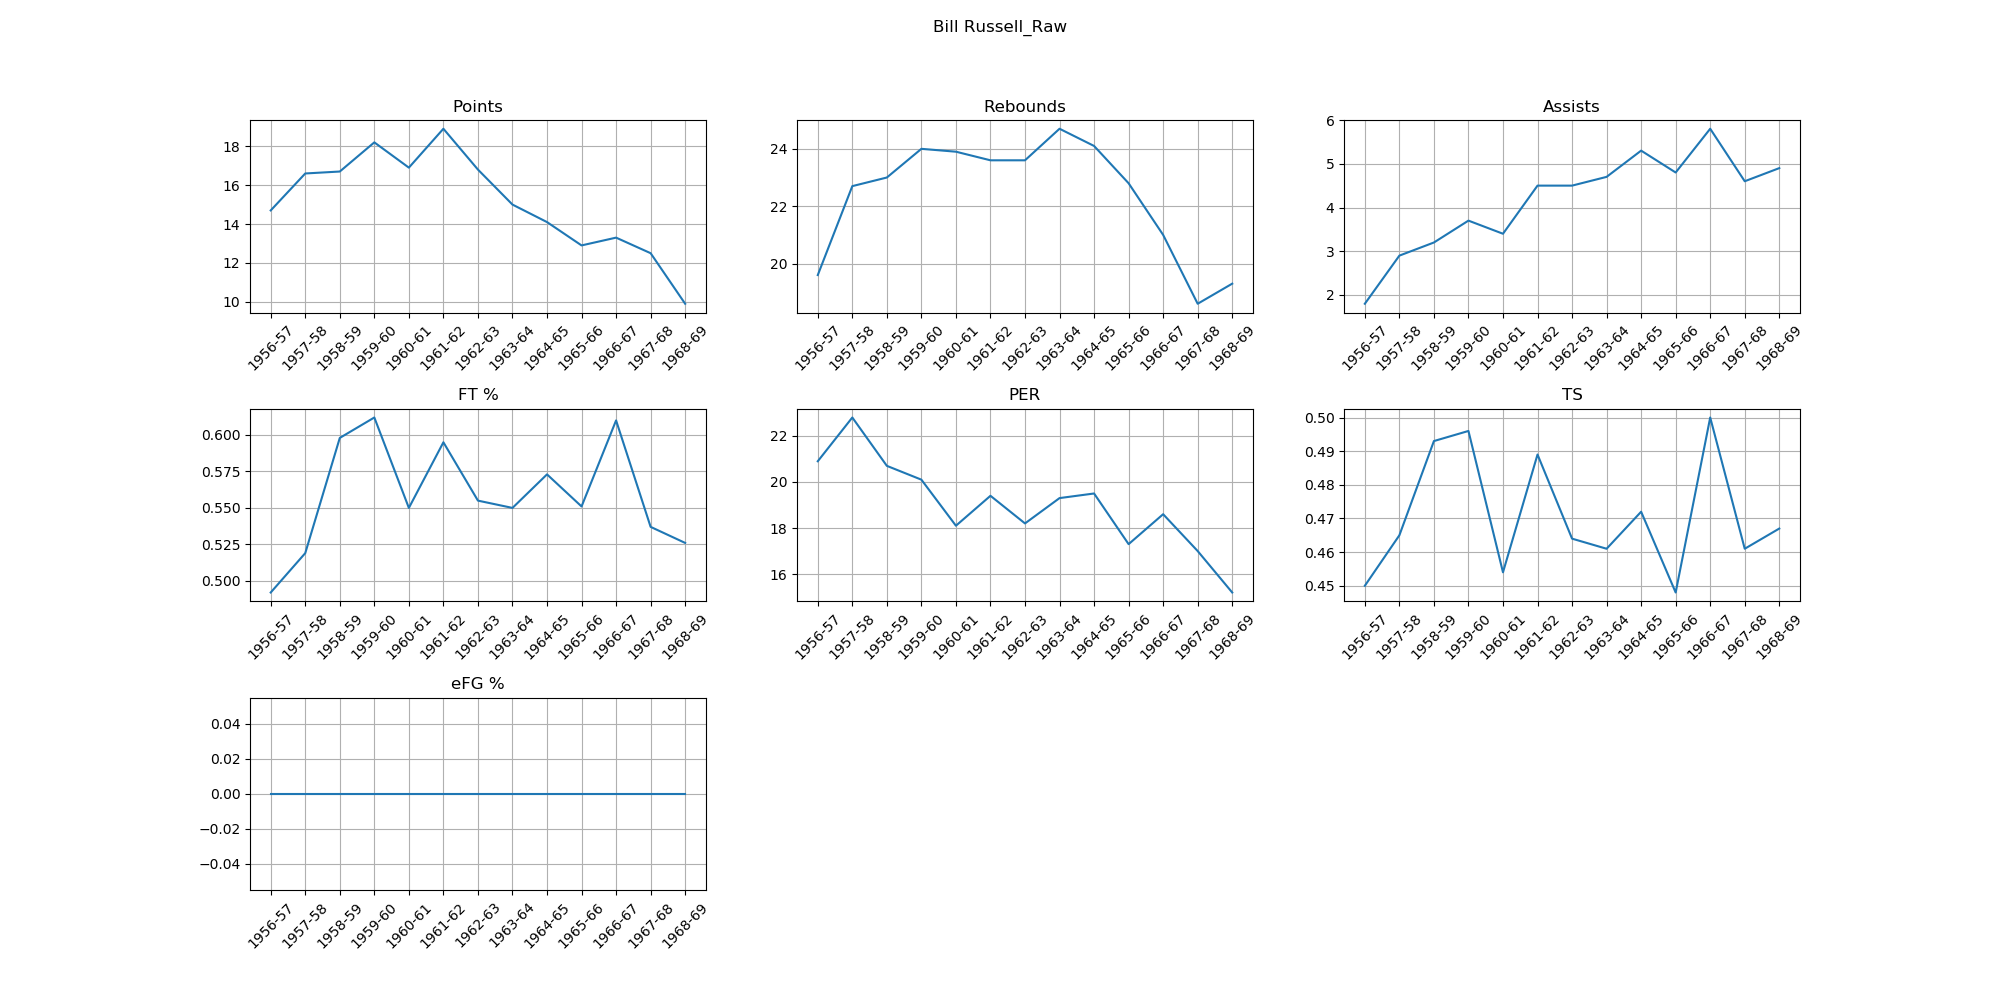 Bill Russell_Raw
Points
18
16
14
12
10
1956-57 1957-58 1958-59 1959-60 1960-61 1961-62 1962-63 1963-64 1964-65 1965-66 1966-67 1967-68 1968-69
Rebounds
24
22
20
1956-57 1957-58 1958-59 1959-60 1960-61 1961-62 1962-63 1963-64 1964-65 1965-66 1966-67 1967-68 1968-69
Assists
6
5
4
3
2
1956-57 1957-58 1958-59 1959-60 1960-61 1961-62 1962-63 1963-64 1964-65 1965-66 1966-67 1967-68 1968-69
FT %
0.600
0.575
0.550
0.525
0.500
1956-57 1957-58 1958-59 1959-60 1960-61 1961-62 1962-63 1963-64 1964-65 1965-66 1966-67 1967-68 1968-69
PER
22
20
18
16
1956-57 1957-58 1958-59 1959-60 1960-61 1961-62 1962-63 1963-64 1964-65 1965-66 1966-67 1967-68 1968-69
TS
0.50
0.49
0.48
0.47
0.46
0.45
1956-57 1957-58 1958-59 1959-60 1960-61 1961-62 1962-63 1963-64 1964-65 1965-66 1966-67 1967-68 1968-69
eFG %
0.04
0.02
0.00
−0.02
−0.04
1956-57 1957-58 1958-59 1959-60 1960-61 1961-62 1962-63 1963-64 1964-65 1965-66 1966-67 1967-68 1968-69